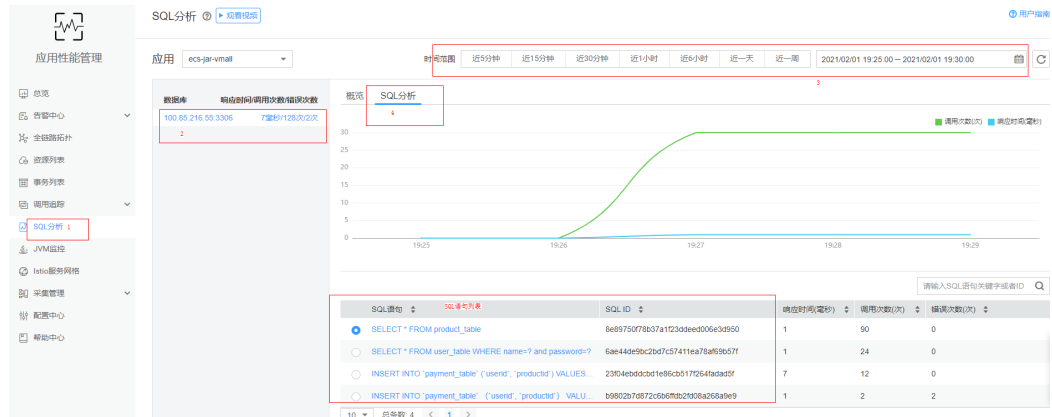 SQL分析 ? 观看视频
? 用户指南
应用性能管理
总览
告警中心
全链路拓扑
资源列表
事务列表
调用追踪
SQL分析 1
JVM监控
Istio服务网格
采集管理
配置中心
帮助中心
应用 ecs-jar-vmall
时间范围 近5分钟 近15分钟 近30分钟 近1小时 近6小时 近一天 近一周 2021/02/01 19:25:00 – 2021/02/01 19:30:00
3
数据库 响应时间/调用次数/错误次数
100.85.216.55:3306 7毫秒/128次/2次
2
概览 SQL分析
4
调用次数(次) 响应时间(毫秒)
30
25
20
15
10
5
0
19:25 19:26 19:27 19:28 19:29
请输入SQL语句关键字或者ID
SQL语句 SQL语句列表 SQL ID 响应时间(毫秒) 调用次数(次) 错误次数(次)
SELECT * FROM product_table 8e89750f78b37a1f23ddeed006e3d950 1 90 0
SELECT * FROM user_table WHERE name=? and password=? 6ae44de9bc2bd7c57411ea78af69b57f 1 24 0
INSERT INTO `payment_table` (`userid`, `productid`) VALUES... 23f04ebddcbd1e86cb517f264fadad5f 7 12 0
INSERT INTO `payment_table` (`userid`, `productid`) VALU... b9802b7d872c6b6ffdb2fd08a268a9e9 1 2 2
10 总条数: 4 < 1 >